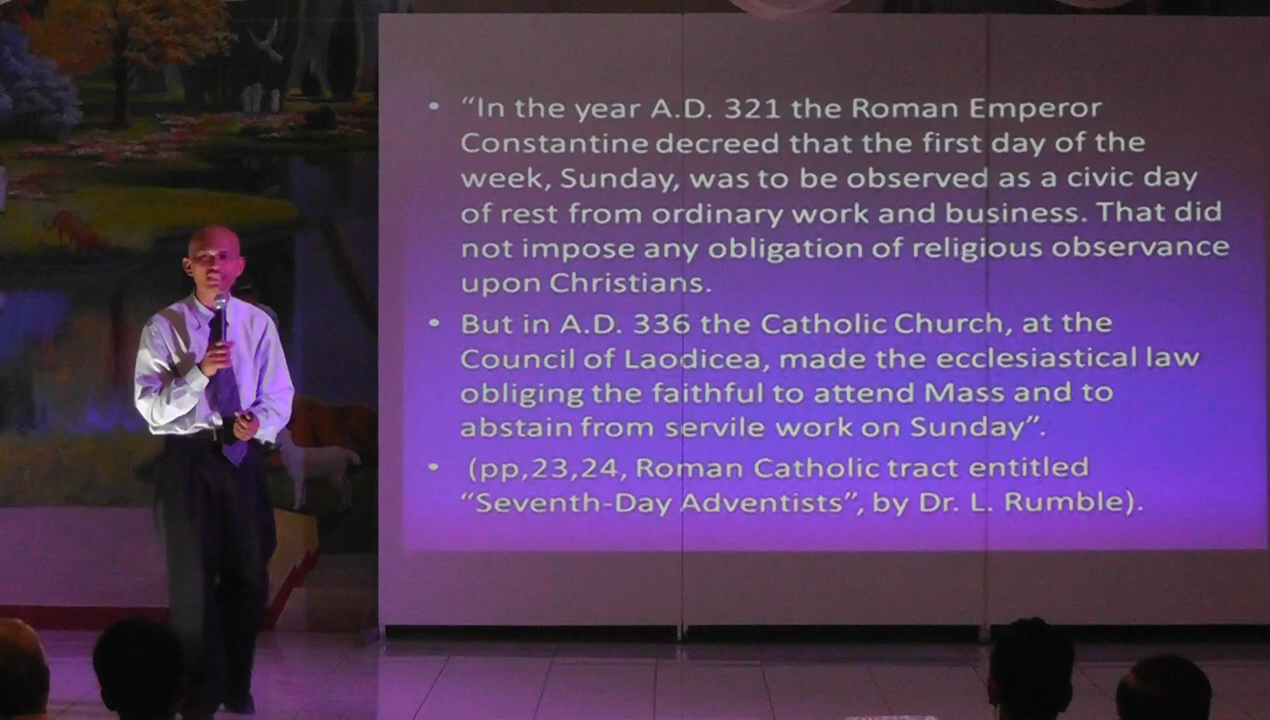 • “In the year A.D. 321 the Roman Emperor
Constantine decreed that the first day of the
week, Sunday, was to be observed as a civic day
of rest from ordinary work and business. That did
not impose any obligation of religious observance
upon Christians.
• But in A.D. 336 the Catholic Church, at the
Council of Laodicea, made the ecclesiastical law
obliging the faithful to attend Mass and to
abstain from servile work on Sunday”.
• (pp,23,24, Roman Catholic tract entitled
“Seventh-Day Adventists”, by Dr. L. Rumble).